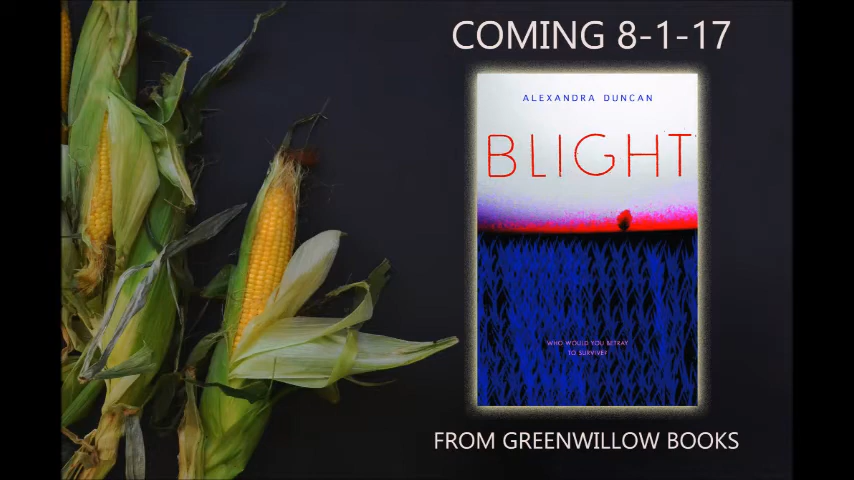 COMING 8-1-17
ALEXANDRA DUNCAN
BLIGHT
WHO WOULD YOU BETRAY
TO SURVIVE?
FROM GREENWILLOW BOOKS